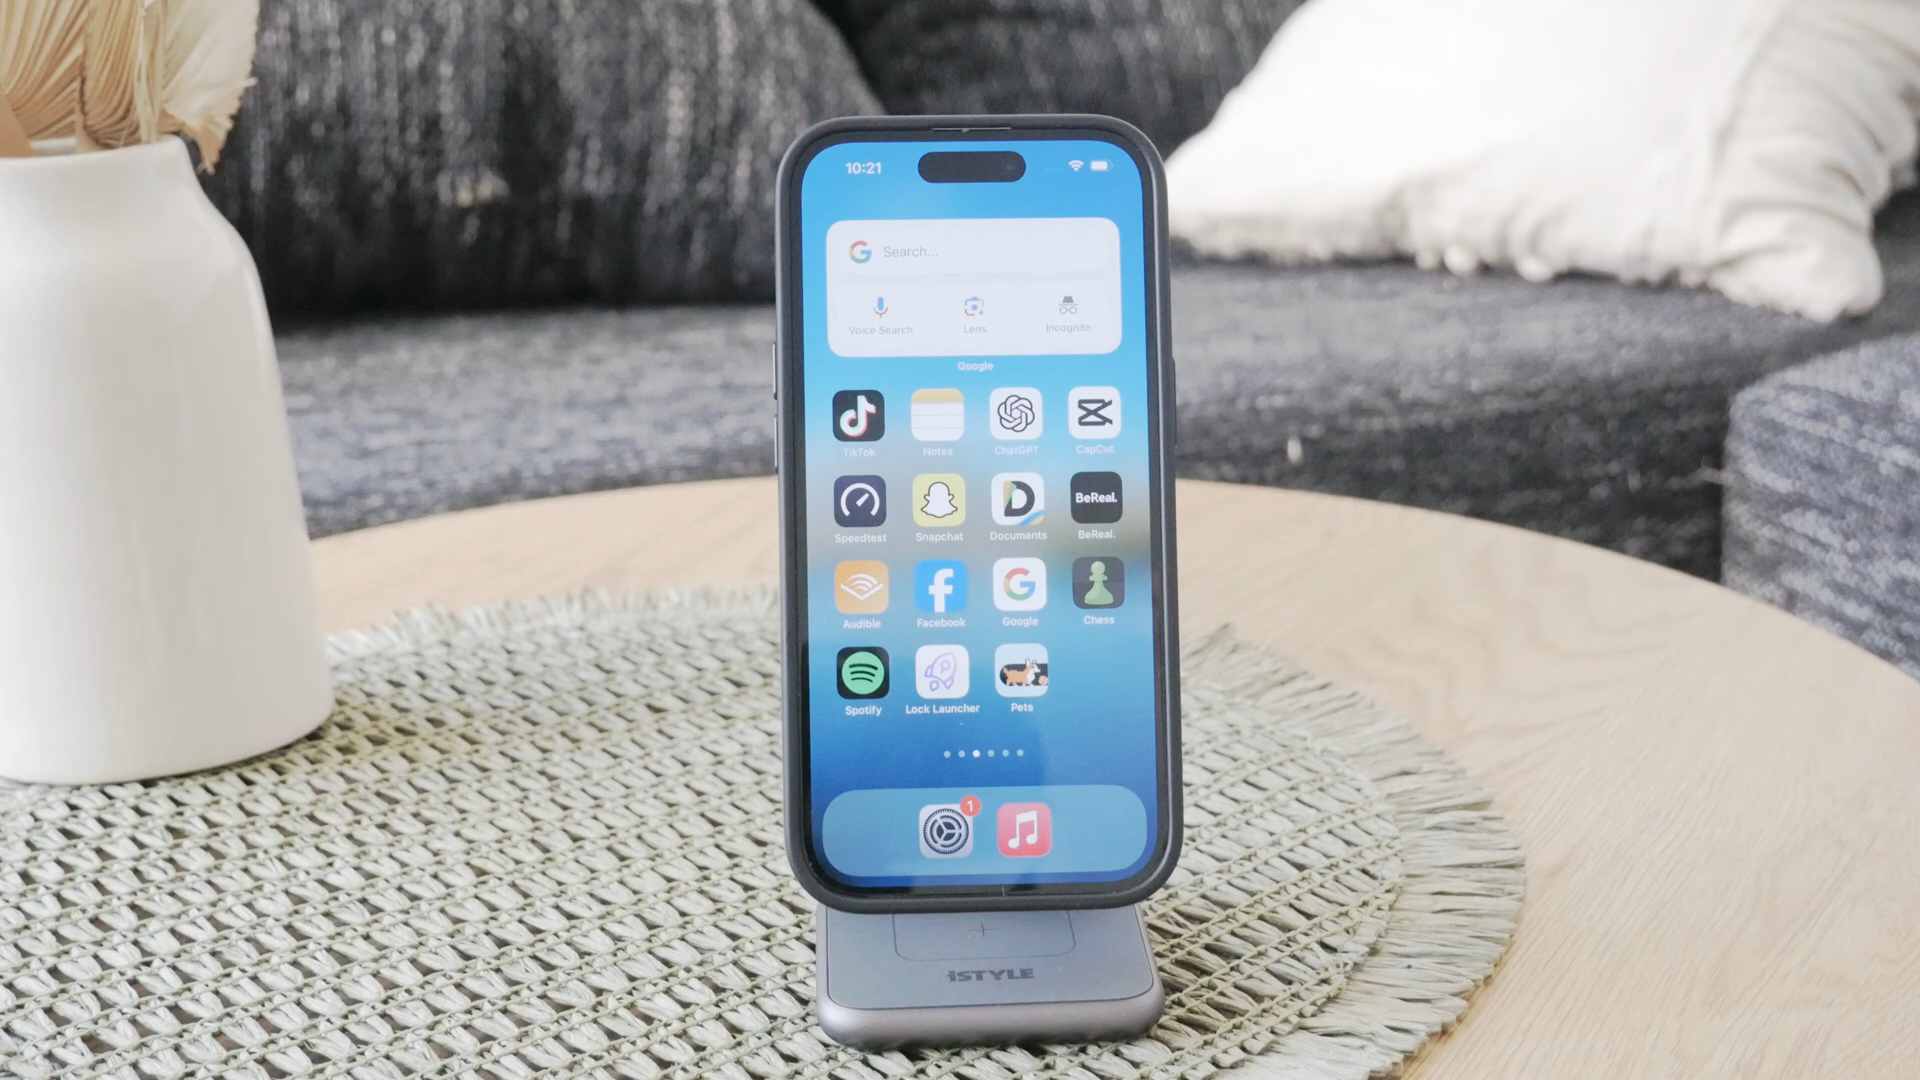 10:21
Search...
Voice Search Lens Incognito
Google
TikTok Notes ChatGPT CapCut
BeReal.
Speedtest Snapchat Documents BeReal.
Audible Facebook Google Chess
Spotify Lock Launcher Pets
1
iSTYLE